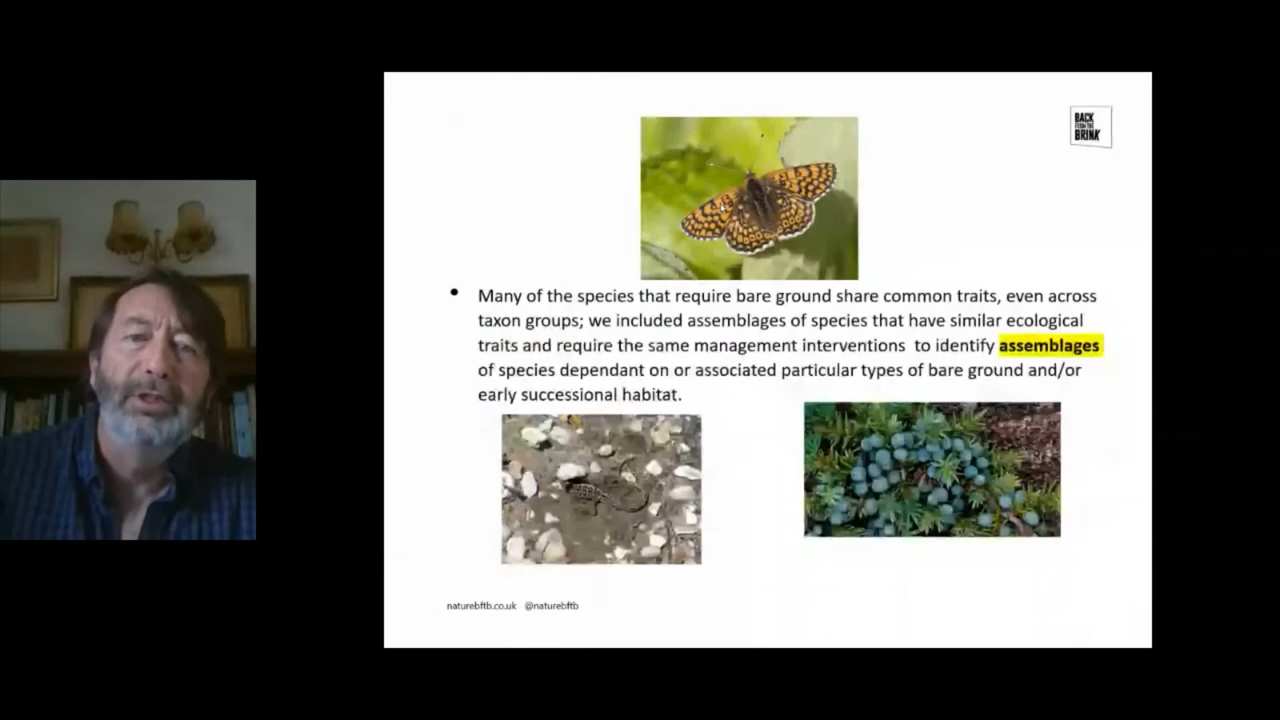 BACK
FROM THE
BRINK
• Many of the species that require bare ground share common traits, even across
taxon groups; we included assemblages of species that have similar ecological
traits and require the same management interventions  to identify assemblages
of species dependant on or associated particular types of bare ground and/or
early successional habitat.
naturebftb.co.uk @naturebftb